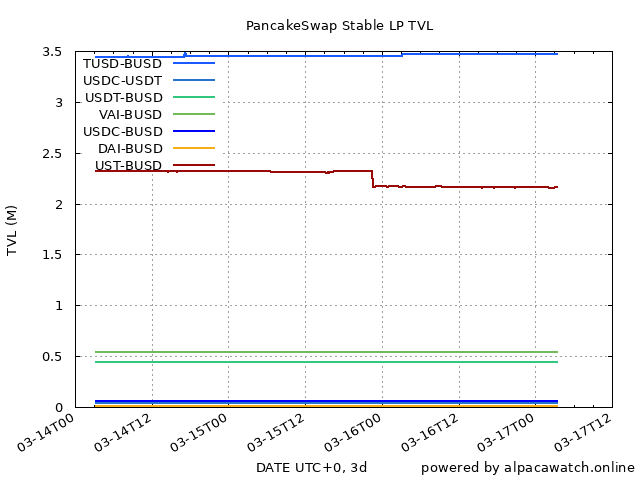 PancakeSwap Stable LP TVL
3.5
3
2.5
2
1.5
1
0.5
0
TVL (M)
TUSD-BUSD
USDC-USDT
USDT-BUSD
VAI-BUSD
USDC-BUSD
DAI-BUSD
UST-BUSD
03-14T00
03-14T12
03-15T00
03-15T12
03-16T00
03-16T12
03-17T00
03-17T12
DATE UTC+0, 3d
powered by alpacawatch.online